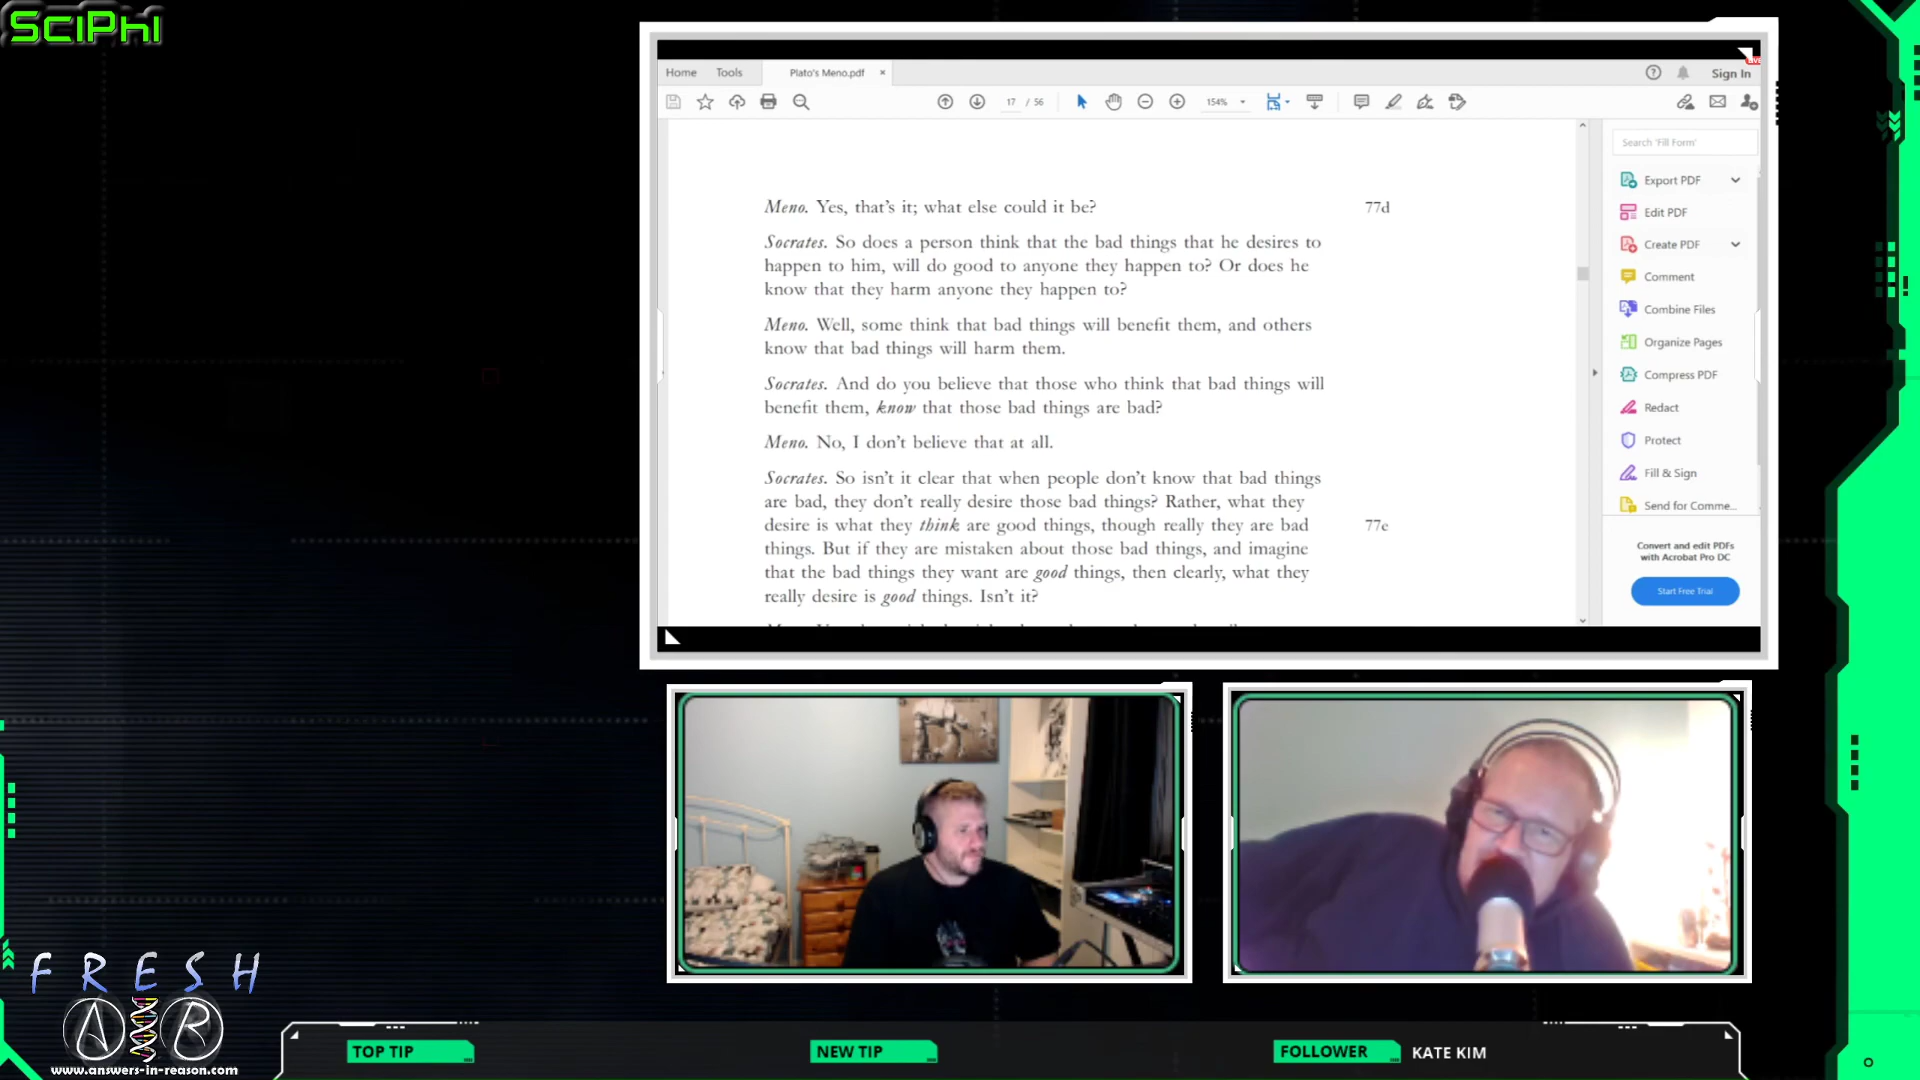 SciPhi
Home Tools Plato's Meno.pdf × Sign In
17 / 56 154%
Search 'Fill Form'
Export PDF
Edit PDF
Create PDF
Comment
Combine Files
Organize Pages
Compress PDF
Redact
Protect
Fill & Sign
Send for Comme...
Convert and edit PDFs
with Acrobat Pro DC
Start Free Trial
Meno. Yes, that's it; what else could it be? 77d
Socrates. So does a person think that the bad things that he desires to
happen to him, will do good to anyone they happen to? Or does he
know that they harm anyone they happen to?
Meno. Well, some think that bad things will benefit them, and others
know that bad things will harm them.
Socrates. And do you believe that those who think that bad things will
benefit them, know that those bad things are bad?
Meno. No, I don't believe that at all.
Socrates. So isn't it clear that when people don't know that bad things
are bad, they don't really desire those bad things? Rather, what they
desire is what they think are good things, though really they are bad 77e
things. But if they are mistaken about those bad things, and imagine
that the bad things they want are good things, then clearly, what they
really desire is good things. Isn't it?
FRESH
AR
www.answers-in-reason.com
TOP TIP
NEW TIP
FOLLOWER KATE KIM